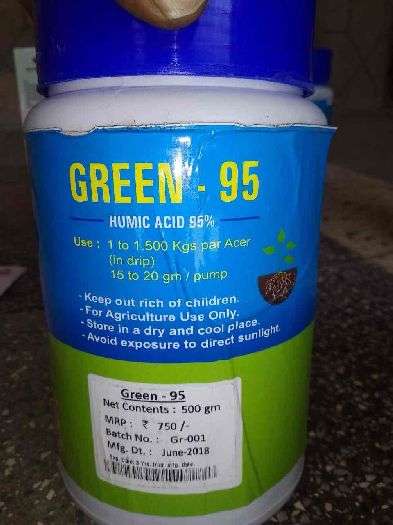 GREEN - 95
HUMIC ACID 95%
Use : 1 to 1.500 Kgs par Acer
(in drip)
15 to 20 gm / pump
- Keep out rich of children.
- For Agriculture Use Only.
- Store in a dry and cool place.
- Avoid exposure to direct sunlight.
Green - 95
Net Contents : 500 gm
MRP : ₹ 750 /-
Batch No. : Gr-001
Mfg. Dt. : June-2018